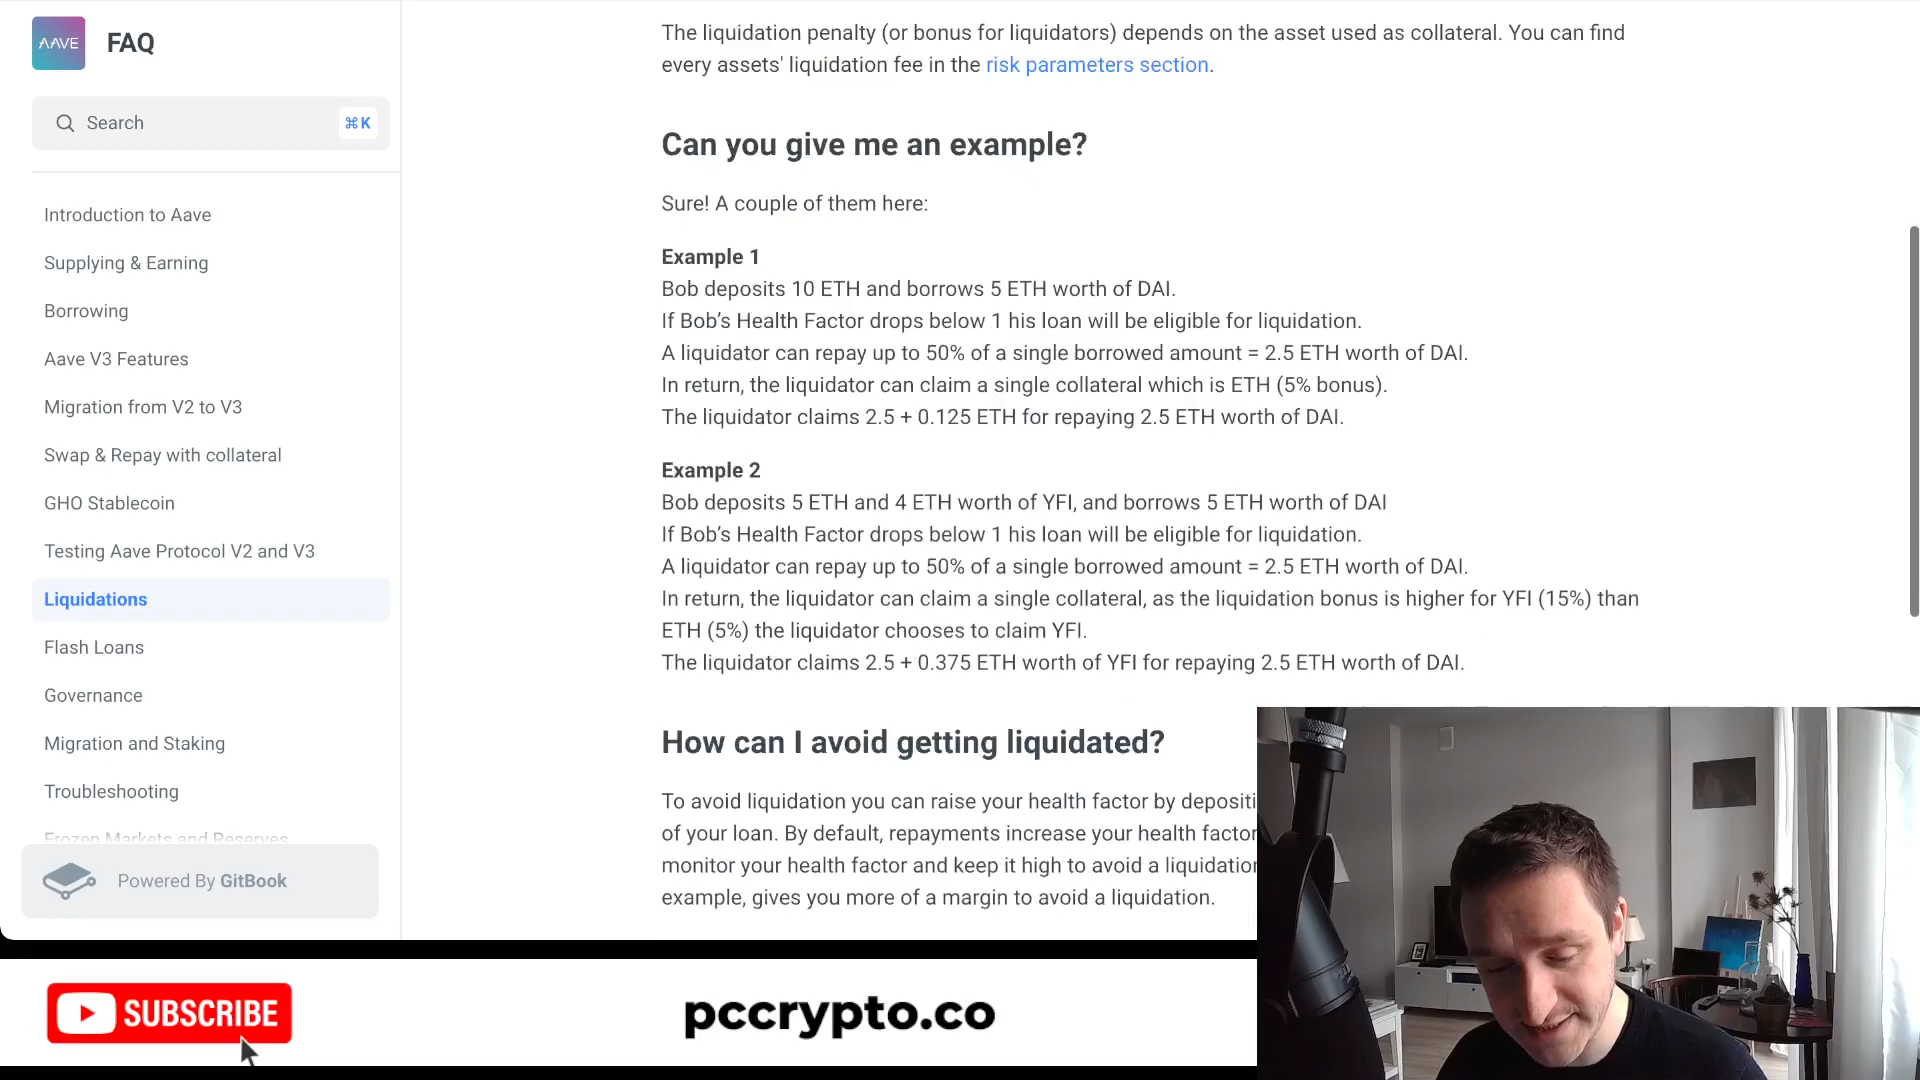 AAVE
FAQ
Search
⌘K
Introduction to Aave
Supplying & Earning
Borrowing
Aave V3 Features
Migration from V2 to V3
Swap & Repay with collateral
GHO Stablecoin
Testing Aave Protocol V2 and V3
Liquidations
Flash Loans
Governance
Migration and Staking
Troubleshooting
Frozen Markets and Reserves
Powered By GitBook
The liquidation penalty (or bonus for liquidators) depends on the asset used as collateral. You can find
every assets' liquidation fee in the risk parameters section.
Can you give me an example?
Sure! A couple of them here:
Example 1
Bob deposits 10 ETH and borrows 5 ETH worth of DAI.
If Bob’s Health Factor drops below 1 his loan will be eligible for liquidation.
A liquidator can repay up to 50% of a single borrowed amount = 2.5 ETH worth of DAI.
In return, the liquidator can claim a single collateral which is ETH (5% bonus).
The liquidator claims 2.5 + 0.125 ETH for repaying 2.5 ETH worth of DAI.
Example 2
Bob deposits 5 ETH and 4 ETH worth of YFI, and borrows 5 ETH worth of DAI
If Bob’s Health Factor drops below 1 his loan will be eligible for liquidation.
A liquidator can repay up to 50% of a single borrowed amount = 2.5 ETH worth of DAI.
In return, the liquidator can claim a single collateral, as the liquidation bonus is higher for YFI (15%) than
ETH (5%) the liquidator chooses to claim YFI.
The liquidator claims 2.5 + 0.375 ETH worth of YFI for repaying 2.5 ETH worth of DAI.
How can I avoid getting liquidated?
To avoid liquidation you can raise your health factor by depositi
of your loan. By default, repayments increase your health factor
monitor your health factor and keep it high to avoid a liquidation
example, gives you more of a margin to avoid a liquidation.
SUBSCRIBE
pccrypto.co